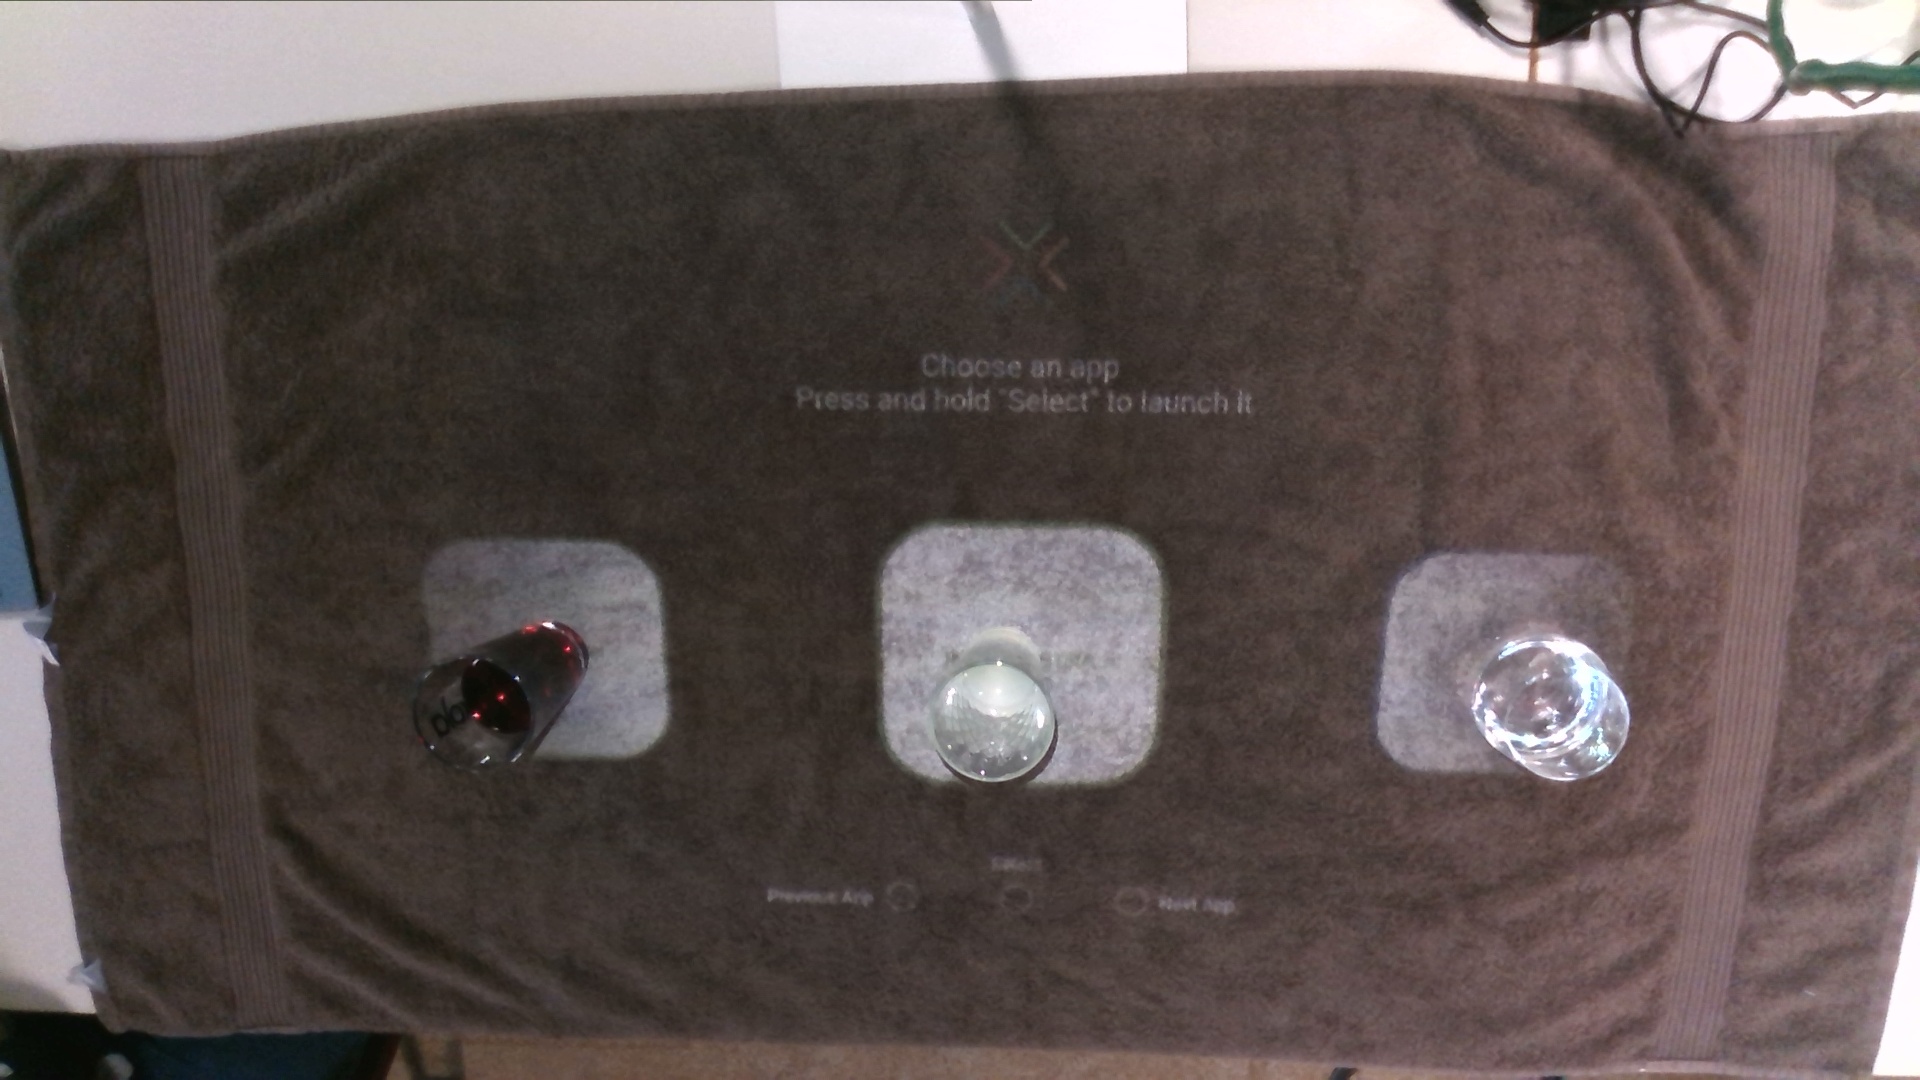 Choose an app
Press and hold "Select" to launch it
Select
Previous App
Next App